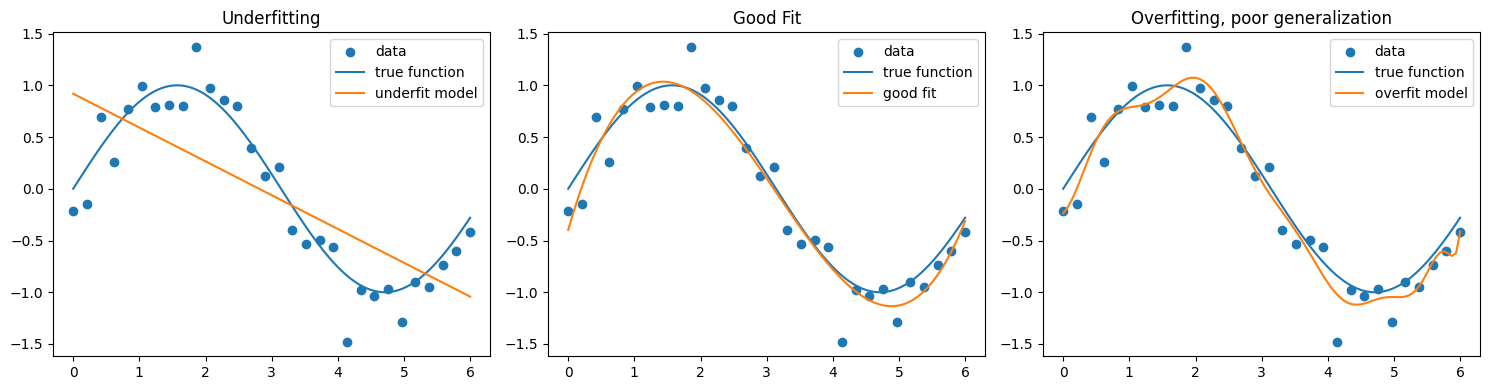 Underfitting
data
true function
underfit model
1.5
1.0
0.5
0.0
−0.5
−1.0
−1.5
0 1 2 3 4 5 6
Good Fit
data
true function
good fit
1.5
1.0
0.5
0.0
−0.5
−1.0
−1.5
0 1 2 3 4 5 6
Overfitting, poor generalization
data
true function
overfit model
1.5
1.0
0.5
0.0
−0.5
−1.0
−1.5
0 1 2 3 4 5 6